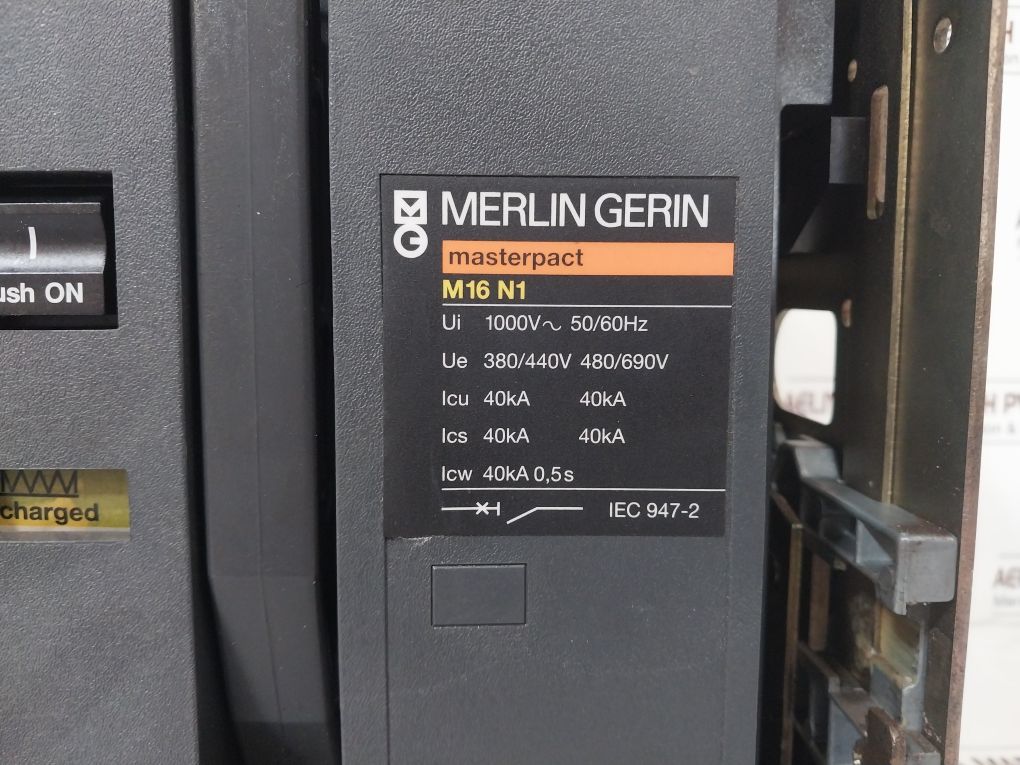 MERLIN GERIN
masterpact
M16 N1
Ui 1000V~ 50/60Hz
Ue 380/440V 480/690V
Icu 40kA 40kA
Ics 40kA 40kA
Icw 40kA 0,5s
IEC 947-2
ush ON
charged